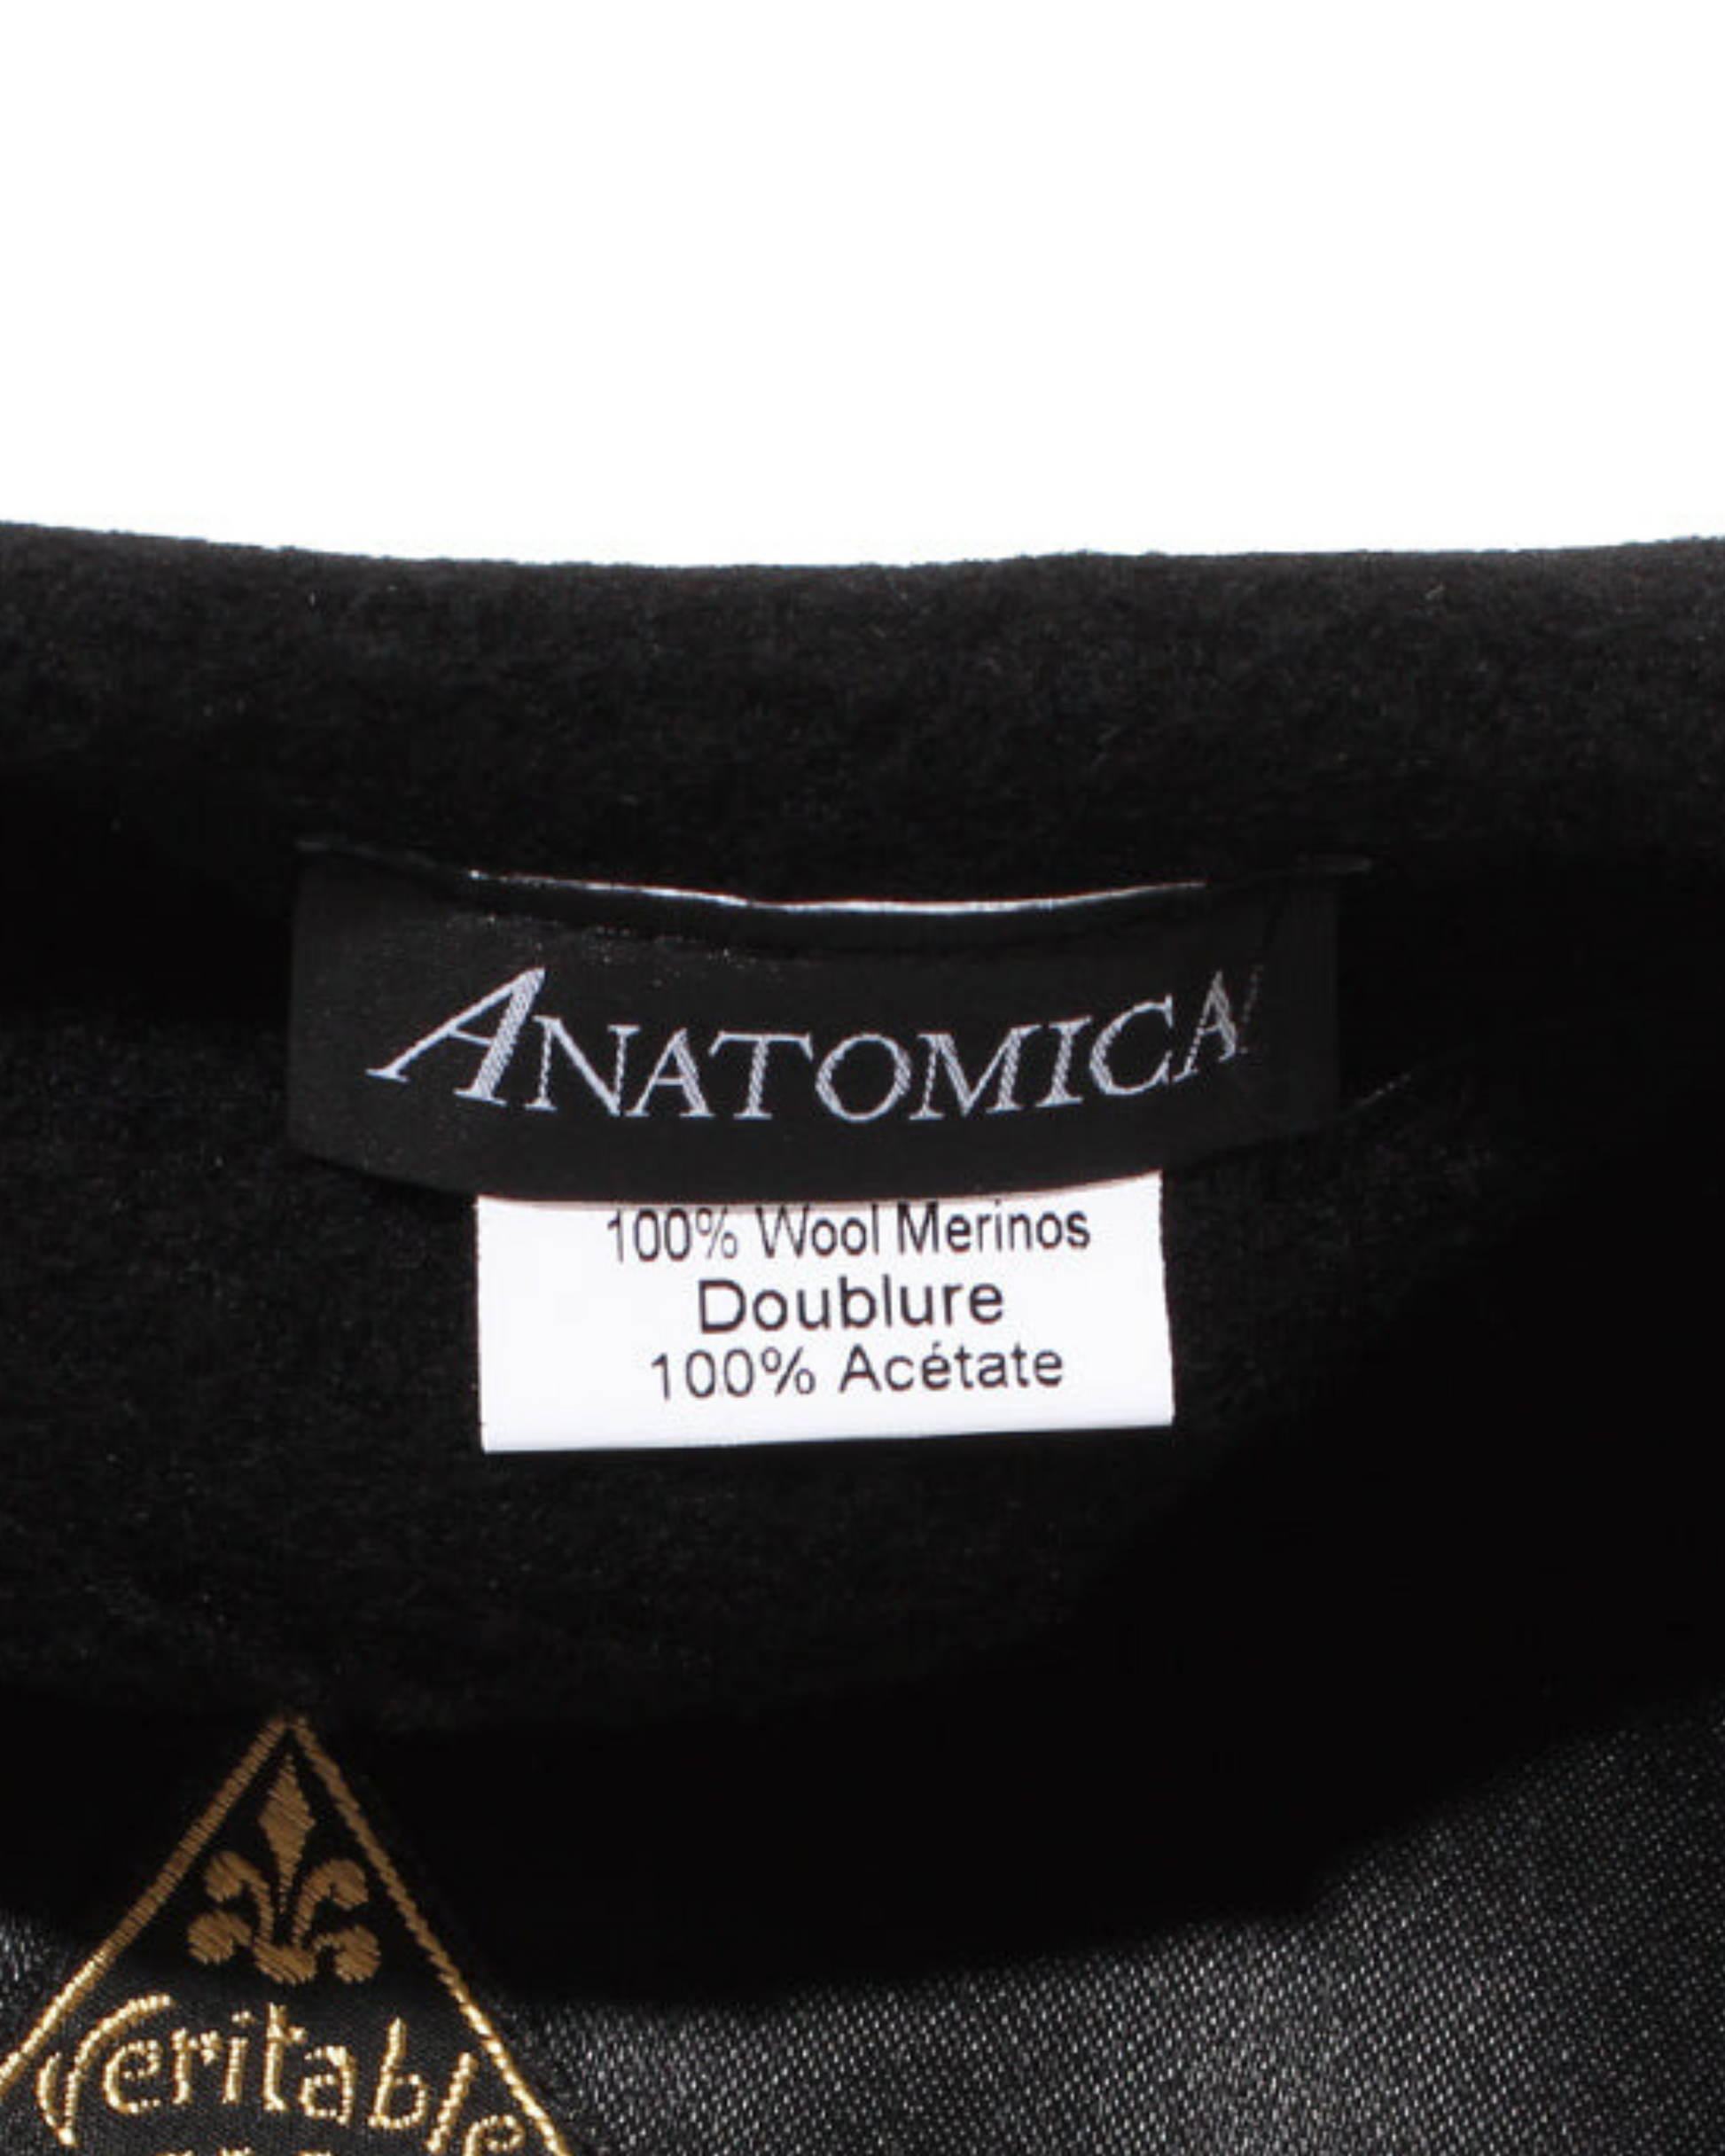 ANATOMICA
100% Wool Merinos
Doublure
100% Acétate
Veritable